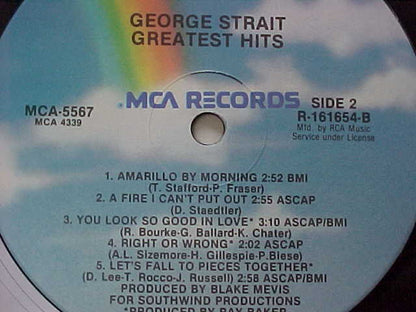 GEORGE STRAIT
GREATEST HITS
MCA-5567
MCA 4339
MCA RECORDS
SIDE 2
R-161654-B
Mfd. by RCA Music
Service under License
1. AMARILLO BY MORNING 2:52 BMI
(T. Stafford-P. Fraser)
2. A FIRE I CAN'T PUT OUT 2:55 ASCAP
(D. Staedtler)
3. YOU LOOK SO GOOD IN LOVE* 3:10 ASCAP/BMI
(R. Bourke-G. Ballard-K. Chater)
4. RIGHT OR WRONG* 2:02 ASCAP
(A.L. Sizemore-H. Gillespie-P.Biese)
5. LET'S FALL TO PIECES TOGETHER*
(D. Lee-T. Rocco-J. Russell) 2:58 ASCAP/BMI
PRODUCED BY BLAKE MEVIS
FOR SOUTHWIND PRODUCTIONS
*PRODUCED BY RAY BAKER